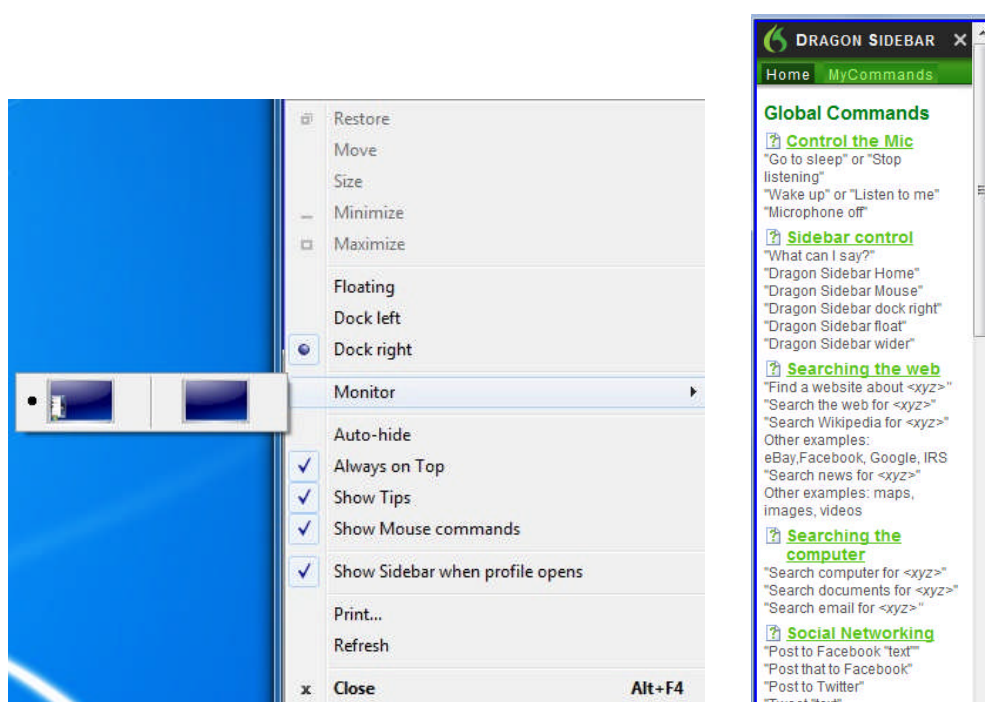 Restore
Move
Size
Minimize
Maximize
Floating
Dock left
Dock right
Monitor
Auto-hide
Always on Top
Show Tips
Show Mouse commands
Show Sidebar when profile opens
Print...
Refresh
x Close Alt+F4
DRAGON SIDEBAR ×
Home MyCommands
Global Commands
Control the Mic
"Go to sleep" or "Stop
listening"
"Wake up" or "Listen to me"
"Microphone off"
Sidebar control
"What can I say?"
"Dragon Sidebar Home"
"Dragon Sidebar Mouse"
"Dragon Sidebar dock right"
"Dragon Sidebar float"
"Dragon Sidebar wider"
Searching the web
"Find a website about <xyz>"
"Search the web for <xyz>"
"Search Wikipedia for <xyz>"
Other examples:
eBay,Facebook, Google, IRS
"Search news for <xyz>"
Other examples: maps,
images, videos
Searching the
computer
"Search computer for <xyz>"
"Search documents for <xyz>"
"Search email for <xyz>"
Social Networking
"Post to Facebook "text""
"Post that to Facebook"
"Post to Twitter"
"Tweet "text"